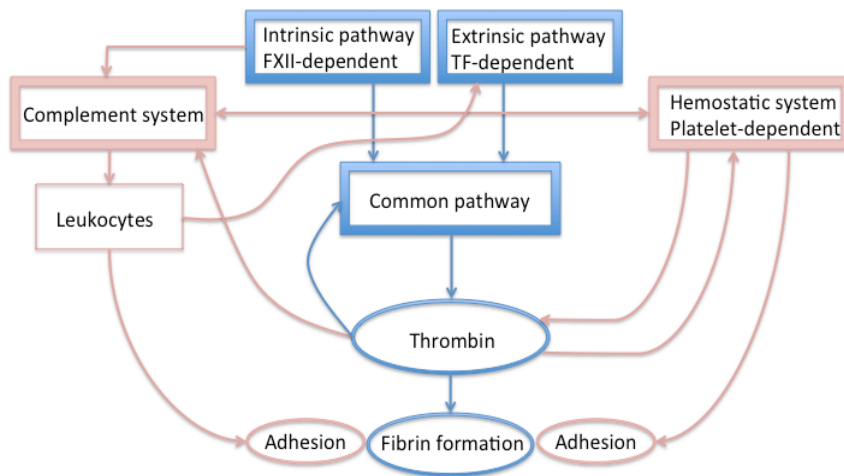 Intrinsic pathway
FXII-dependent
Extrinsic pathway
TF-dependent
Complement system
Hemostatic system
Platelet-dependent
Leukocytes
Common pathway
Thrombin
Adhesion
Fibrin formation
Adhesion